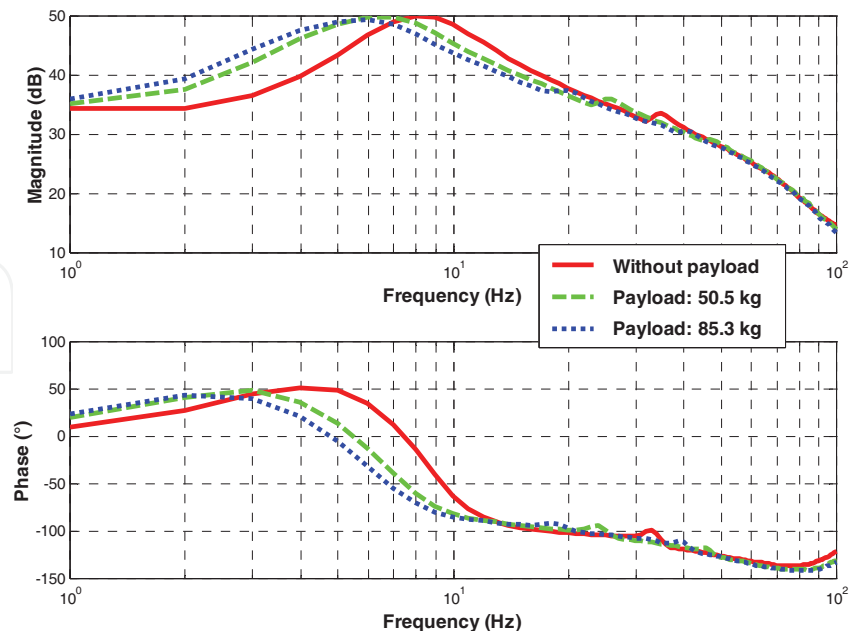 50
40
30
20
10
Magnitude (dB)
10^0
10^1
10^2
Frequency (Hz)
Without payload
Payload: 50.5 kg
Payload: 85.3 kg
100
50
0
-50
-100
-150
Phase (°)
10^0
10^1
10^2
Frequency (Hz)